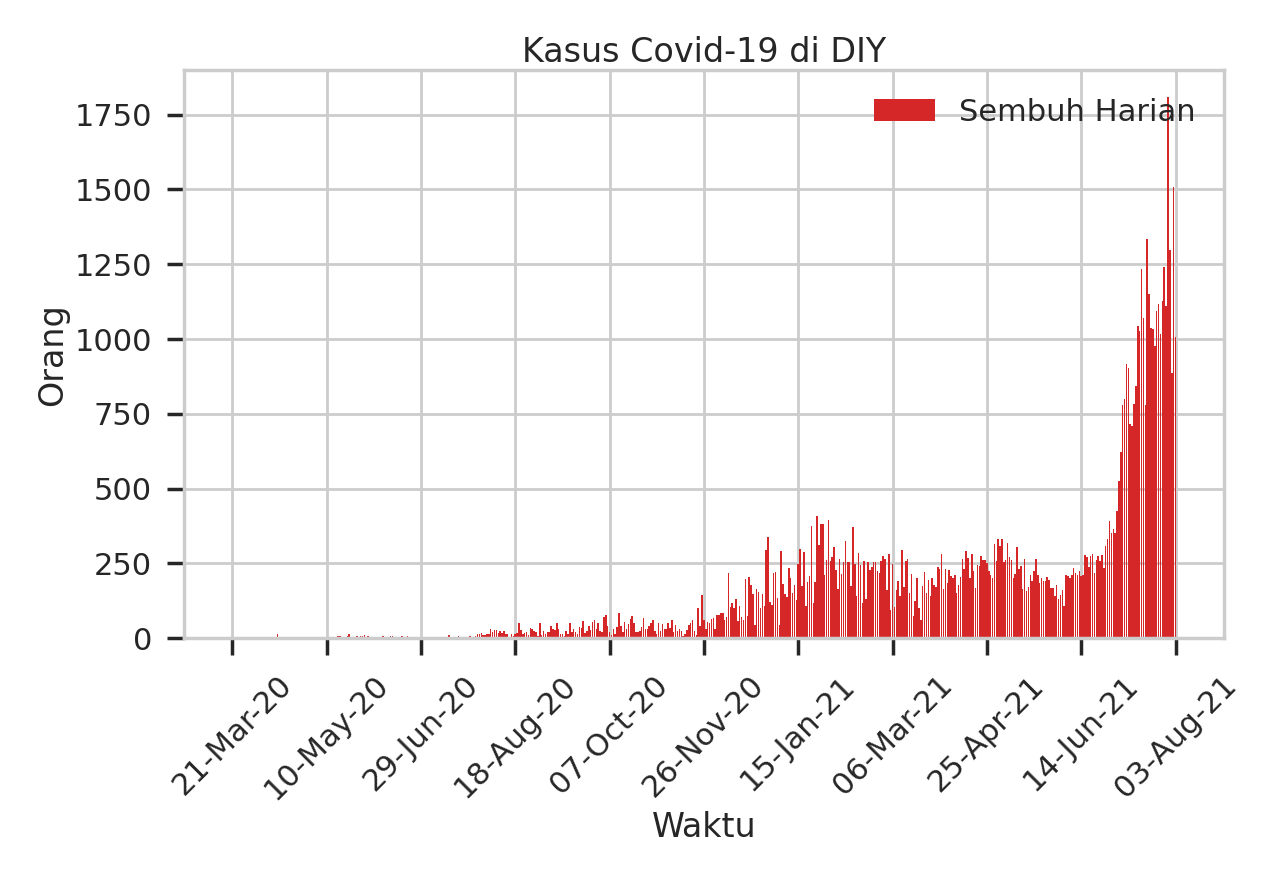 Kasus Covid-19 di DIY
Sembuh Harian
Orang
1750
1500
1250
1000
750
500
250
0
21-Mar-20
10-May-20
29-Jun-20
18-Aug-20
07-Oct-20
26-Nov-20
15-Jan-21
06-Mar-21
25-Apr-21
14-Jun-21
03-Aug-21
Waktu